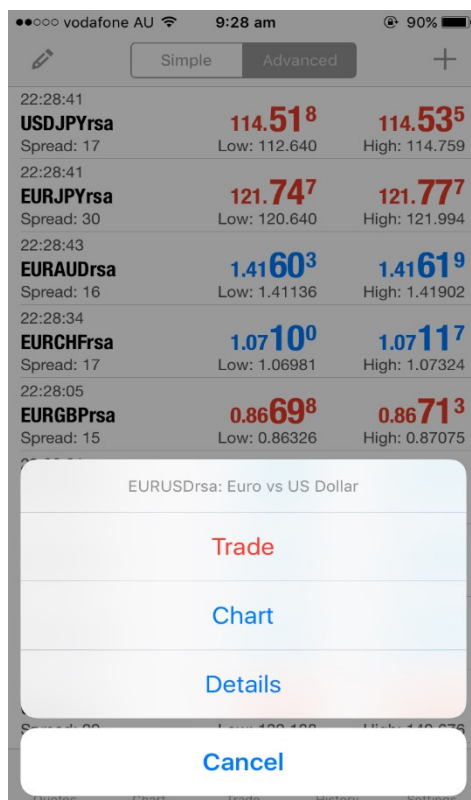 vodafone AU 9:28 am 90%
Simple Advanced
22:28:41
USDJPYrsa 114.518 114.535
Spread: 17 Low: 112.640 High: 114.759
22:28:41
EURJPYrsa 121.747 121.777
Spread: 30 Low: 120.640 High: 121.994
22:28:43
EURAUDrsa 1.41603 1.41619
Spread: 16 Low: 1.41136 High: 1.41902
22:28:34
EURCHFrsa 1.07100 1.07117
Spread: 17 Low: 1.06981 High: 1.07324
22:28:05
EURGBPrsa 0.86698 0.86713
Spread: 15 Low: 0.86326 High: 0.87075
EURUSDrsa: Euro vs US Dollar
Trade
Chart
Details
Cancel
Quotes Chart Trade History Settings